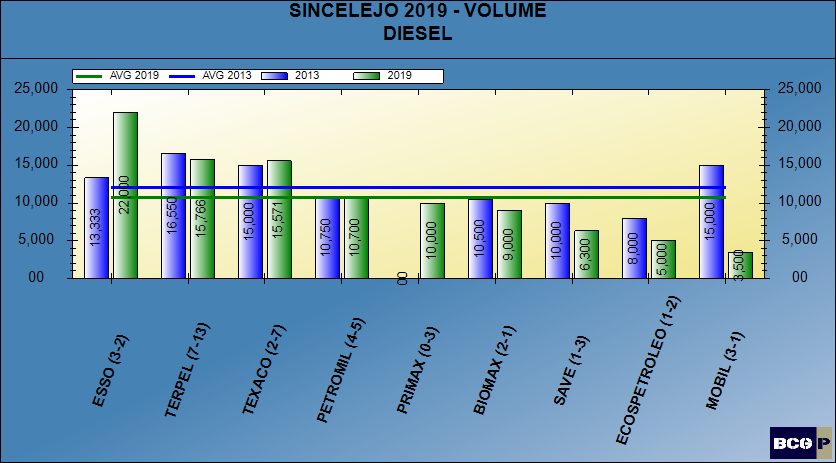 SINCELEJO 2019 - VOLUME
DIESEL
AVG 2019 AVG 2013 2013 2019
25,000 25,000
20,000 20,000
15,000 15,000
10,000 10,000
5,000 5,000
00 00
13,333 22,000 16,550 15,766 15,000 15,571 10,750 10,700 00 10,000 10,500 9,000 10,000 6,300 8,000 5,000 15,000 3,500
ESSO (3-2)
TERPEL (7-13)
TEXACO (2-7)
PETROMIL (4-5)
PRIMAX (0-3)
BIOMAX (2-1)
SAVE (1-3)
ECOSPETROLEO (1-2)
MOBIL (3-1)
BCO P